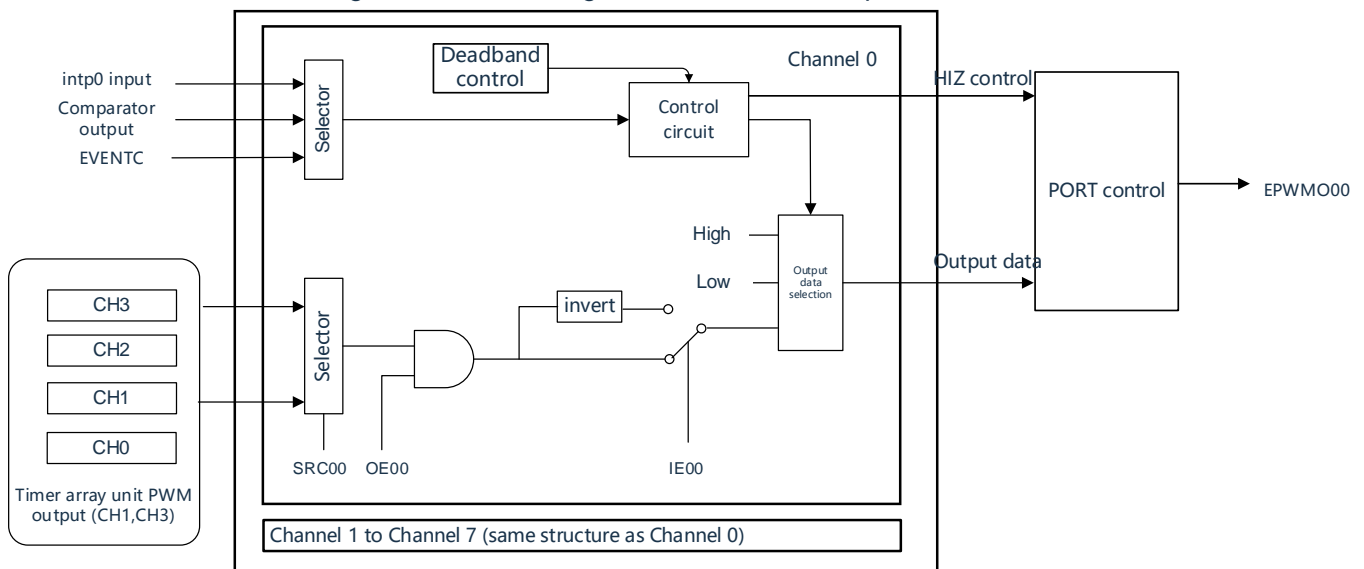 Deadband
control
Channel 0
intp0 input
Comparator
output
EVENTC
Selector
Control
circuit
HIZ control
PORT control
EPWMO00
High
Low
Output
data
selection
Output data
invert
CH3
CH2
CH1
CH0
Selector
SRC00
OE00
IE00
Timer array unit PWM
output (CH1,CH3)
Channel 1 to Channel 7 (same structure as Channel 0)